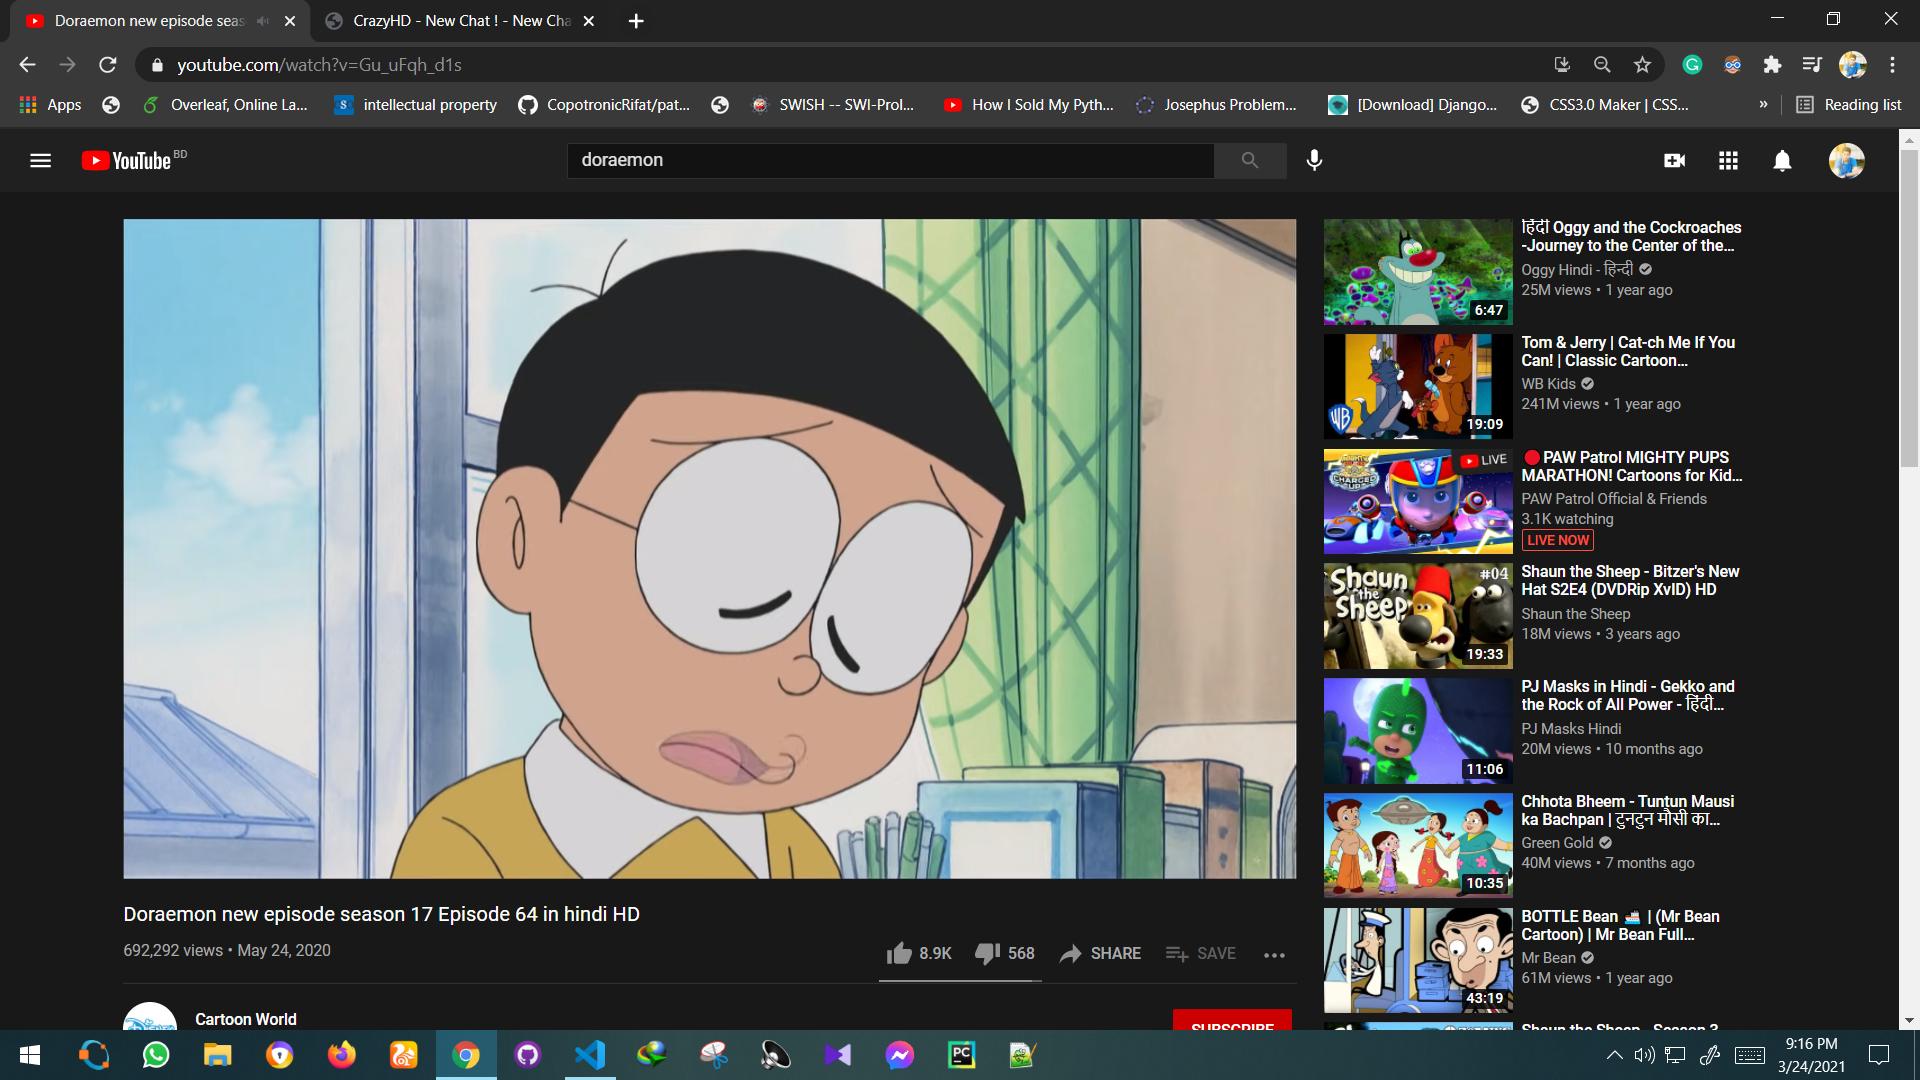 Doraemon new episode seas
CrazyHD - New Chat ! - New Cha
youtube.com/watch?v=Gu_uFqh_d1s
Apps
Overleaf, Online La...
intellectual property
CopotronicRifat/pat...
SWISH -- SWI-Prol...
How I Sold My Pyth...
Josephus Problem...
[Download] Django...
CSS3.0 Maker | CSS...
»
Reading list
YouTube BD
doraemon
Doraemon new episode season 17 Episode 64 in hindi HD
692,292 views • May 24, 2020
8.9K
568
SHARE
SAVE
Cartoon World
SUBSCRIBE
6:47
हिंदी Oggy and the Cockroaches
-Journey to the Center of the...
Oggy Hindi - हिन्दी
25M views • 1 year ago
WB
19:09
Tom & Jerry | Cat-ch Me If You
Can! | Classic Cartoon...
WB Kids
241M views • 1 year ago
CHARGED UP
LIVE
PAW Patrol MIGHTY PUPS
MARATHON! Cartoons for Kid...
PAW Patrol Official & Friends
3.1K watching
LIVE NOW
Shaun the Sheep
#04
19:33
Shaun the Sheep - Bitzer's New
Hat S2E4 (DVDRip XvID) HD
Shaun the Sheep
18M views • 3 years ago
11:06
PJ Masks in Hindi - Gekko and
the Rock of All Power - हिंदी...
PJ Masks Hindi
20M views • 10 months ago
10:35
Chhota Bheem - Tuntun Mausi
ka Bachpan | टुनटुन मौसी का...
Green Gold
40M views • 7 months ago
43:19
BOTTLE Bean 🚢 | (Mr Bean
Cartoon) | Mr Bean Full...
Mr Bean
61M views • 1 year ago
Shaun the Sheep - Season 3
PC
9:16 PM
3/24/2021